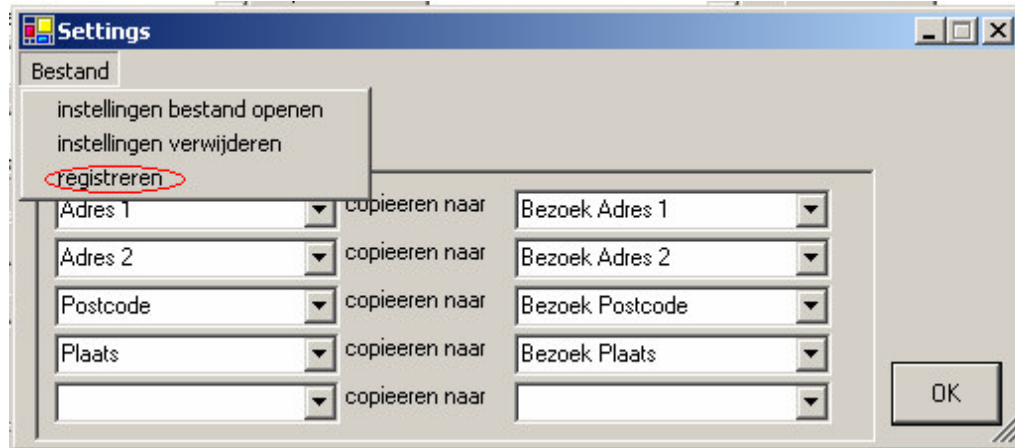 Settings
Bestand
instellingen bestand openen
instellingen verwijderen
registreren
Adres 1 copieeren naar Bezoek Adres 1
Adres 2 copieeren naar Bezoek Adres 2
Postcode copieeren naar Bezoek Postcode
Plaats copieeren naar Bezoek Plaats
copieeren naar
OK